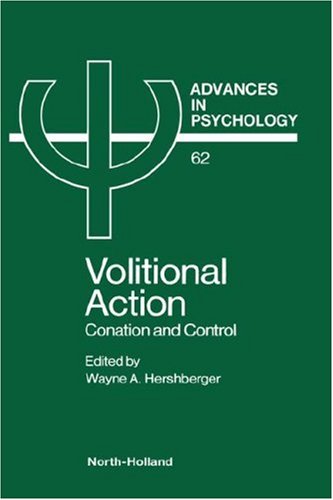 ADVANCES
IN
PSYCHOLOGY
62
Volitional
Action
Conation and Control
Edited by
Wayne A. Hershberger
North-Holland